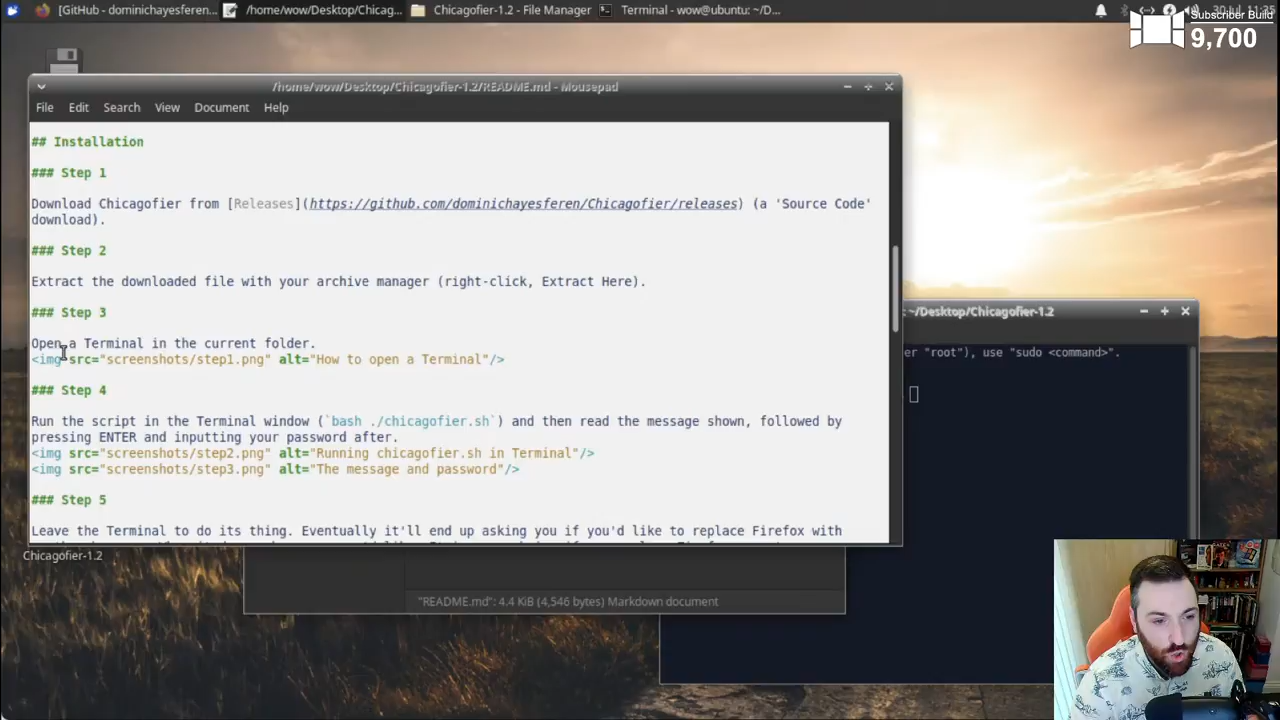 [GitHub - dominichayesferen...
/home/wow/Desktop/Chicag...
Chicagofier-1.2 - File Manager
Terminal - wow@ubuntu: ~/D...
30 Jul, 11:35
Subscriber Build
9,700
/home/wow/Desktop/Chicagofier-1.2/README.md - Mousepad
File Edit Search View Document Help
## Installation
### Step 1
Download Chicagofier from [Releases](https://github.com/dominichayesferen/Chicagofier/releases) (a 'Source Code'
download).
### Step 2
Extract the downloaded file with your archive manager (right-click, Extract Here).
### Step 3
Open a Terminal in the current folder.
<img src="screenshots/step1.png" alt="How to open a Terminal"/>
### Step 4
Run the script in the Terminal window (`bash ./chicagofier.sh`) and then read the message shown, followed by
pressing ENTER and inputting your password after.
<img src="screenshots/step2.png" alt="Running chicagofier.sh in Terminal"/>
<img src="screenshots/step3.png" alt="The message and password"/>
### Step 5
Leave the Terminal to do its thing. Eventually it'll end up asking you if you'd like to replace Firefox with
: ~/Desktop/Chicagofier-1.2
er "root"), use "sudo <command>".
Chicagofier-1.2
"README.md": 4.4 KiB (4,546 bytes) Markdown document